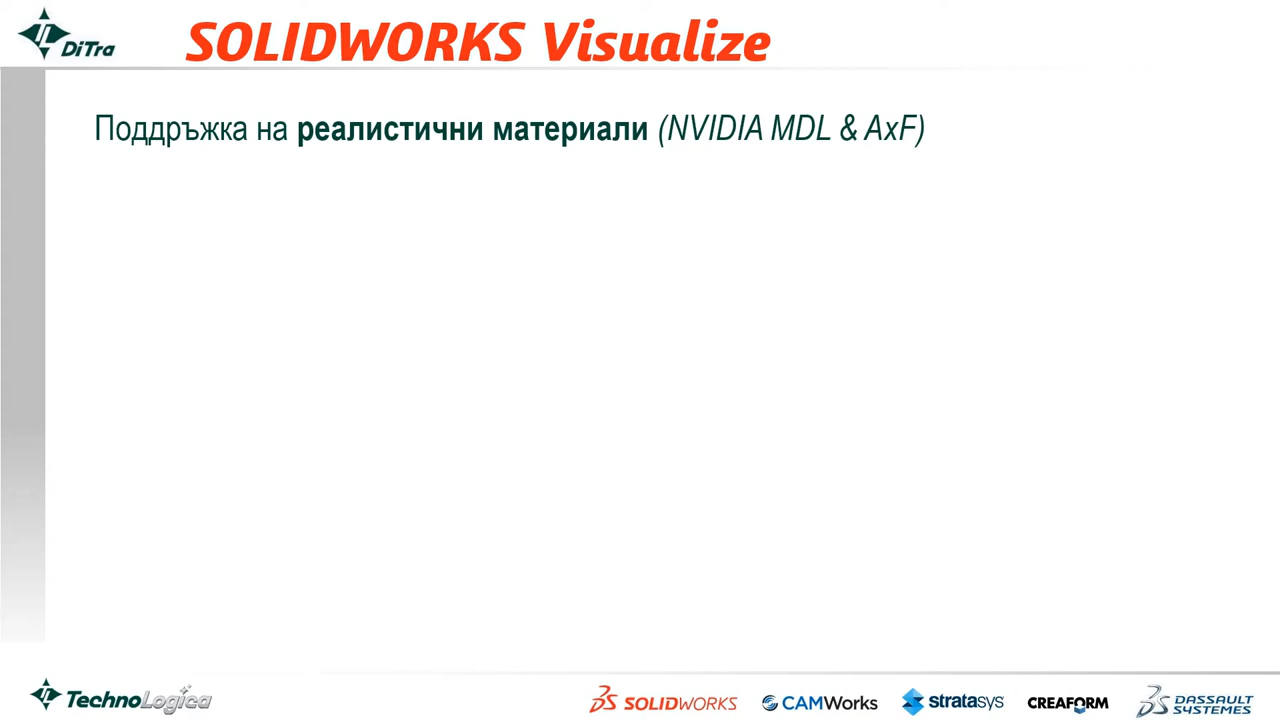 DiTra
SOLIDWORKS Visualize
Поддръжка на реалистични материали (NVIDIA MDL & AxF)
TechnoLogica
SOLIDWORKS
CAMWorks
stratasys
CREAFORM
DASSAULT
SYSTEMES